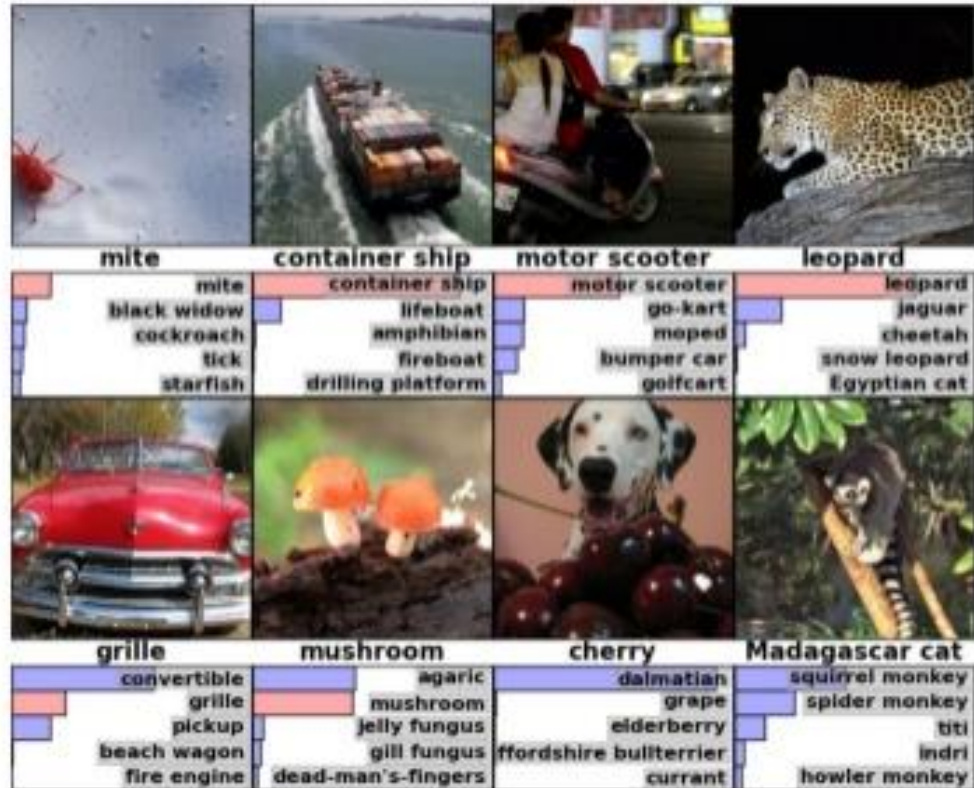 mite
container ship
motor scooter
leopard
mite
black widow
cockroach
tick
starfish
container ship
lifeboat
amphibian
fireboat
drilling platform
motor scooter
go-kart
moped
bumper car
golfcart
leopard
jaguar
cheetah
snow leopard
Egyptian cat
grille
mushroom
cherry
Madagascar cat
convertible
grille
pickup
beach wagon
fire engine
agaric
mushroom
jelly fungus
gill fungus
dead-man's-fingers
dalmatian
grape
elderberry
ffordshire bullterrier
currant
squirrel monkey
spider monkey
titi
indri
howler monkey